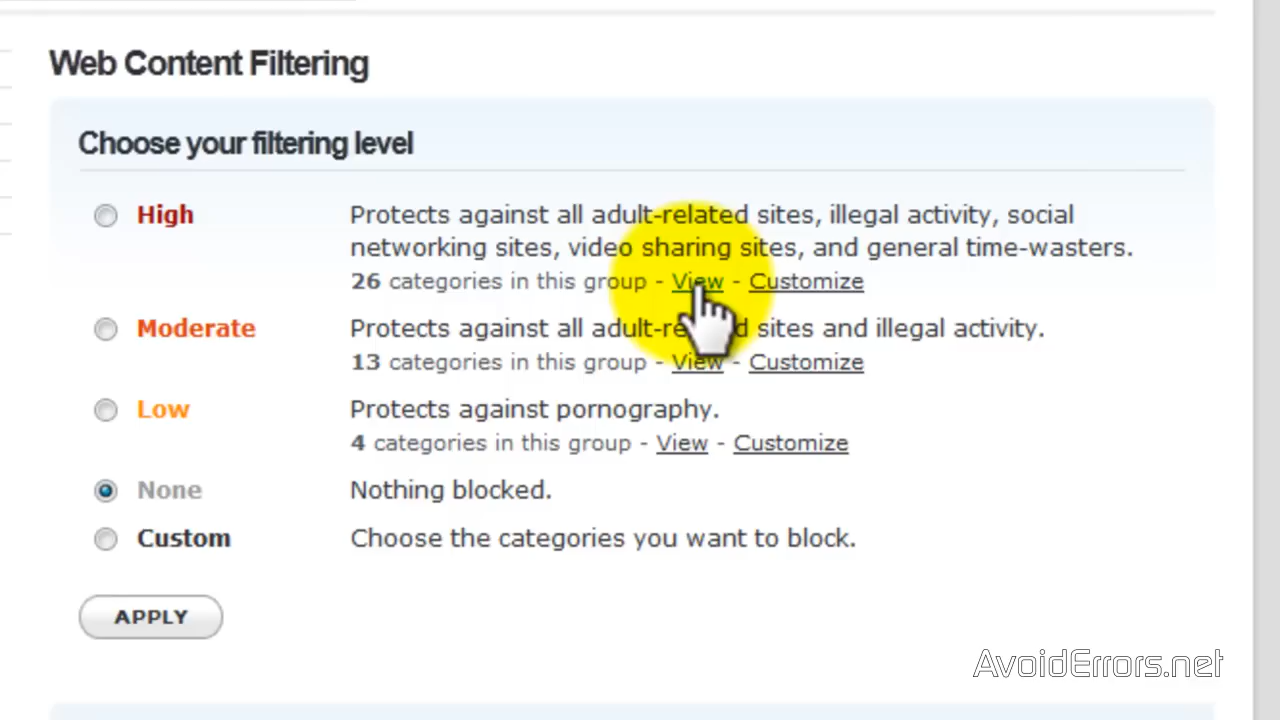 Web Content Filtering
Choose your filtering level
High
Protects against all adult-related sites, illegal activity, social
networking sites, video sharing sites, and general time-wasters.
26 categories in this group - View - Customize
Moderate
Protects against all adult-related sites and illegal activity.
13 categories in this group - View - Customize
Low
Protects against pornography.
4 categories in this group - View - Customize
None
Nothing blocked.
Custom
Choose the categories you want to block.
APPLY
AvoidErrors.net